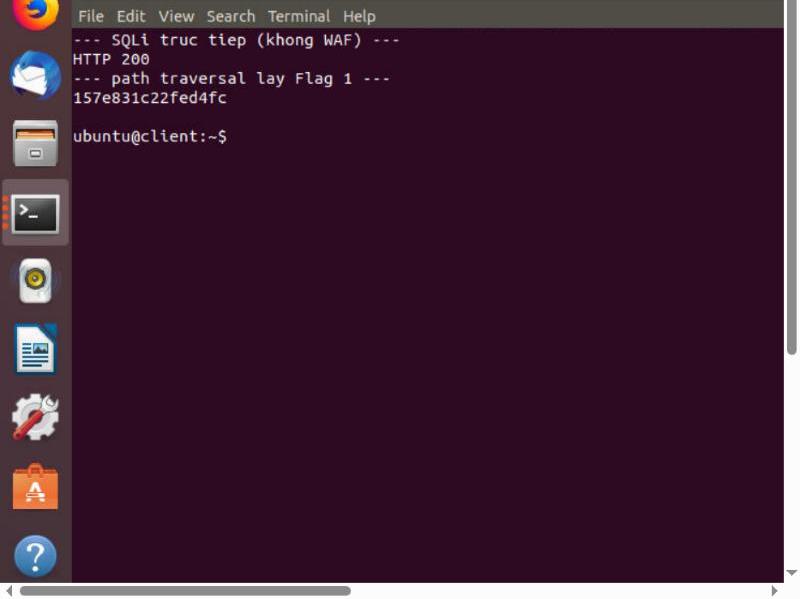 File Edit View Search Terminal Help
--- SQLi truc tiep (khong WAF) ---
HTTP 200
--- path traversal lay Flag 1 ---
157e831c22fed4fc
ubuntu@client:~$